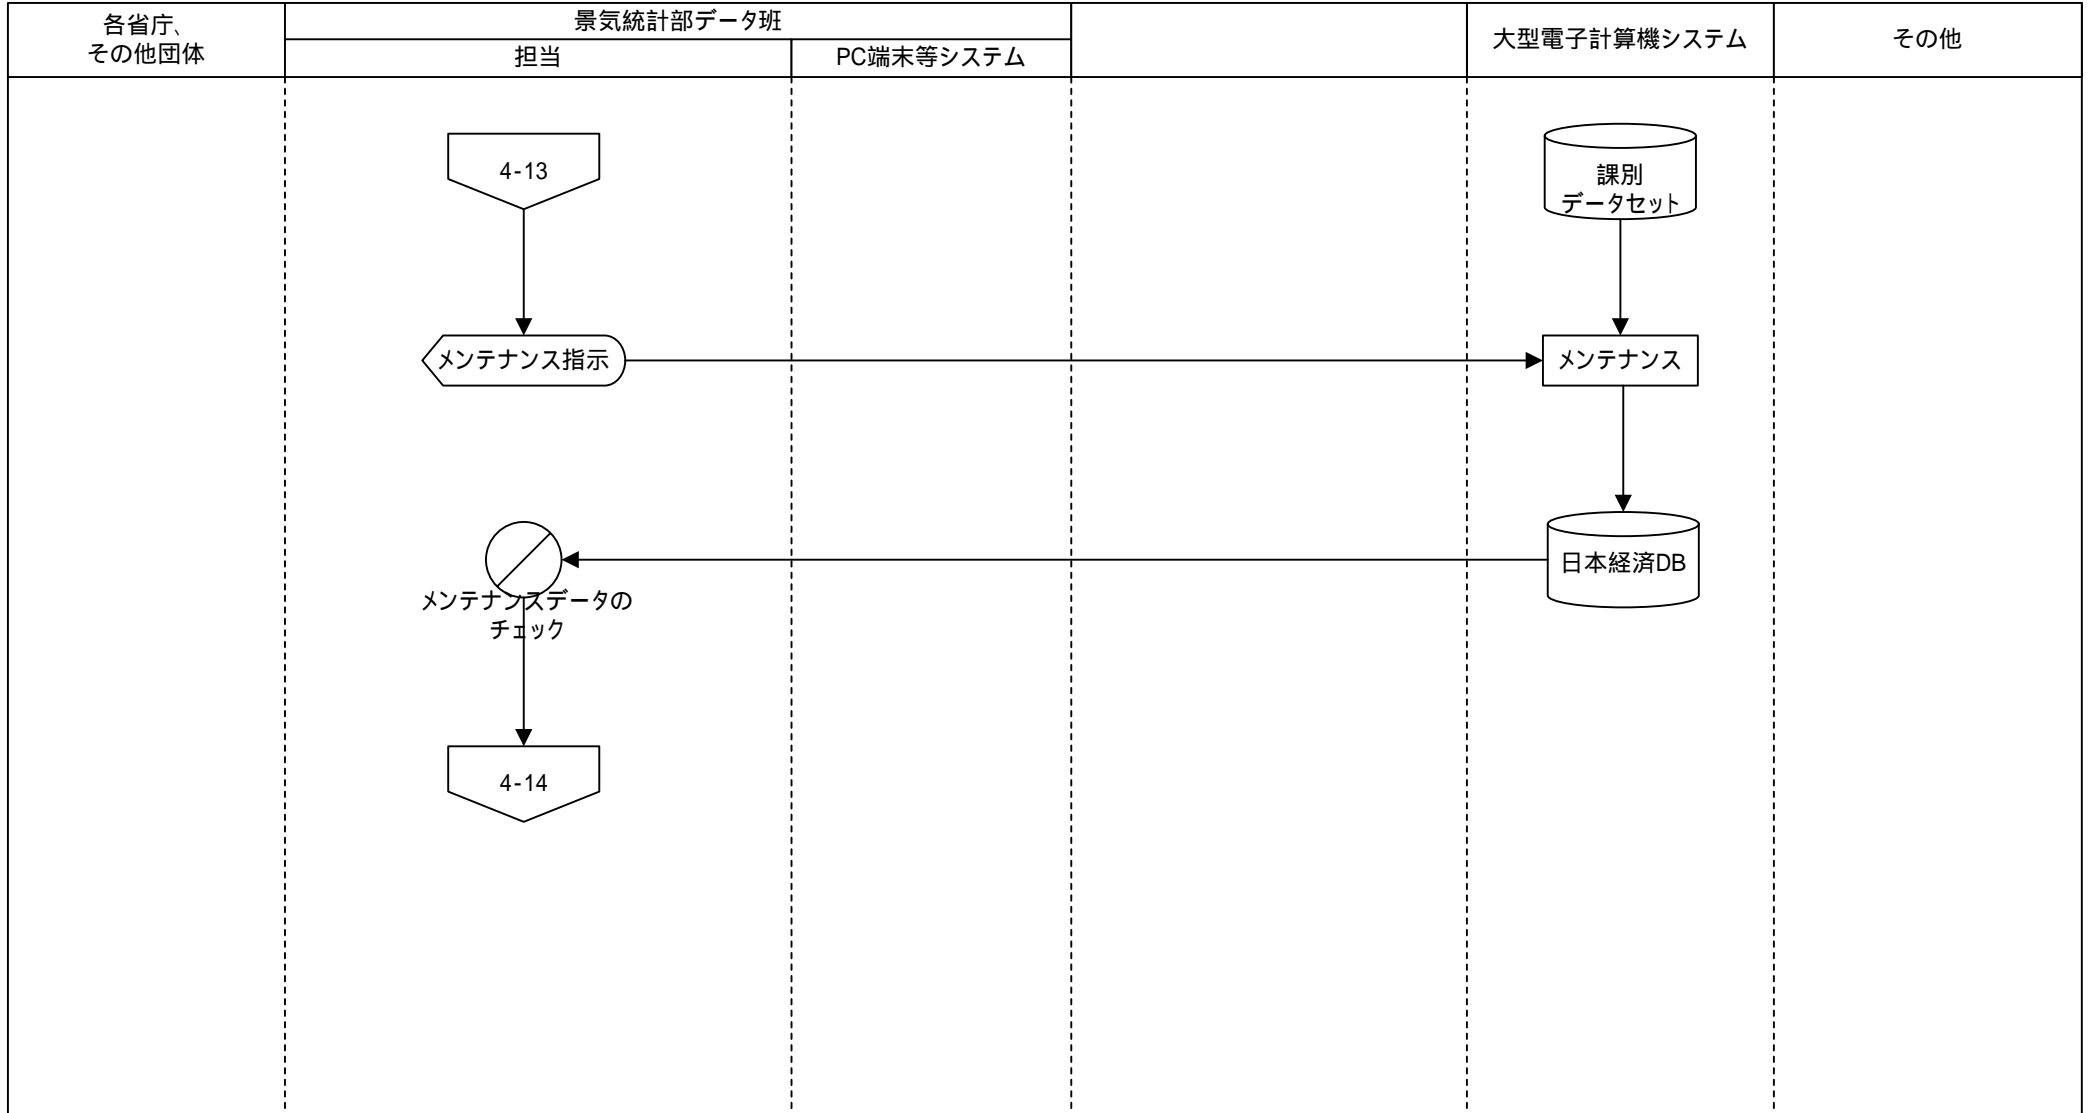 各省庁、
その他団体
景気統計部データ班
担当
PC端末等システム
大型電子計算機システム
その他
4-13
課別
データセット
メンテナンス指示
メンテナンス
日本経済DB
メンテナンスデータの
チェック
4-14